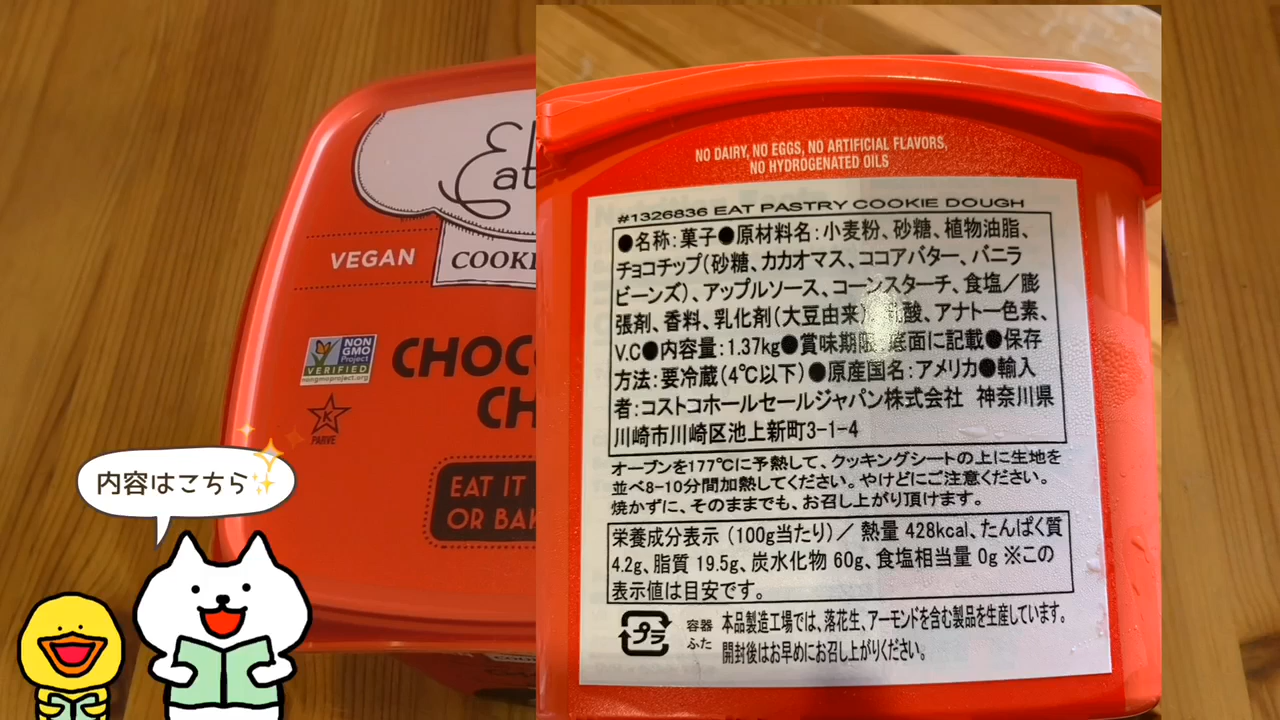 Eat
VEGAN
COOKI
NON
GMO
Project
VERIFIED
nongmoproject.org
K
PARVE
CHOC
CH
EAT IT
OR BAK
内容はこちら
NO DAIRY, NO EGGS, NO ARTIFICIAL FLAVORS,
NO HYDROGENATED OILS
#1326836 EAT PASTRY COOKIE DOUGH
●名称:菓子●原材料名:小麦粉、砂糖、植物油脂、
チョコチップ(砂糖、カカオマス、ココアバター、バニラ
ビーンズ)、アップルソース、コーンスターチ、食塩/膨
張剤、香料、乳化剤(大豆由来)、乳酸、アナトー色素、
V.C●内容量:1.37kg●賞味期限:底面に記載●保存
方法:要冷蔵(4℃以下)●原産国名:アメリカ●輸入
者:コストコホールセールジャパン株式会社 神奈川県
川崎市川崎区池上新町3-1-4
オーブンを177℃に予熱して、クッキングシートの上に生地を
並べ8-10分間加熱してください。やけどにご注意ください。
焼かずに、そのままでも、お召し上がり頂けます。
栄養成分表示(100g当たり)/ 熱量 428kcal、たんぱく質
4.2g、脂質 19.5g、炭水化物 60g、食塩相当量 0g ※この
表示値は目安です。
プラ
容器
ふた
本品製造工場では、落花生、アーモンドを含む製品を生産しています。
開封後はお早めにお召し上がりください。